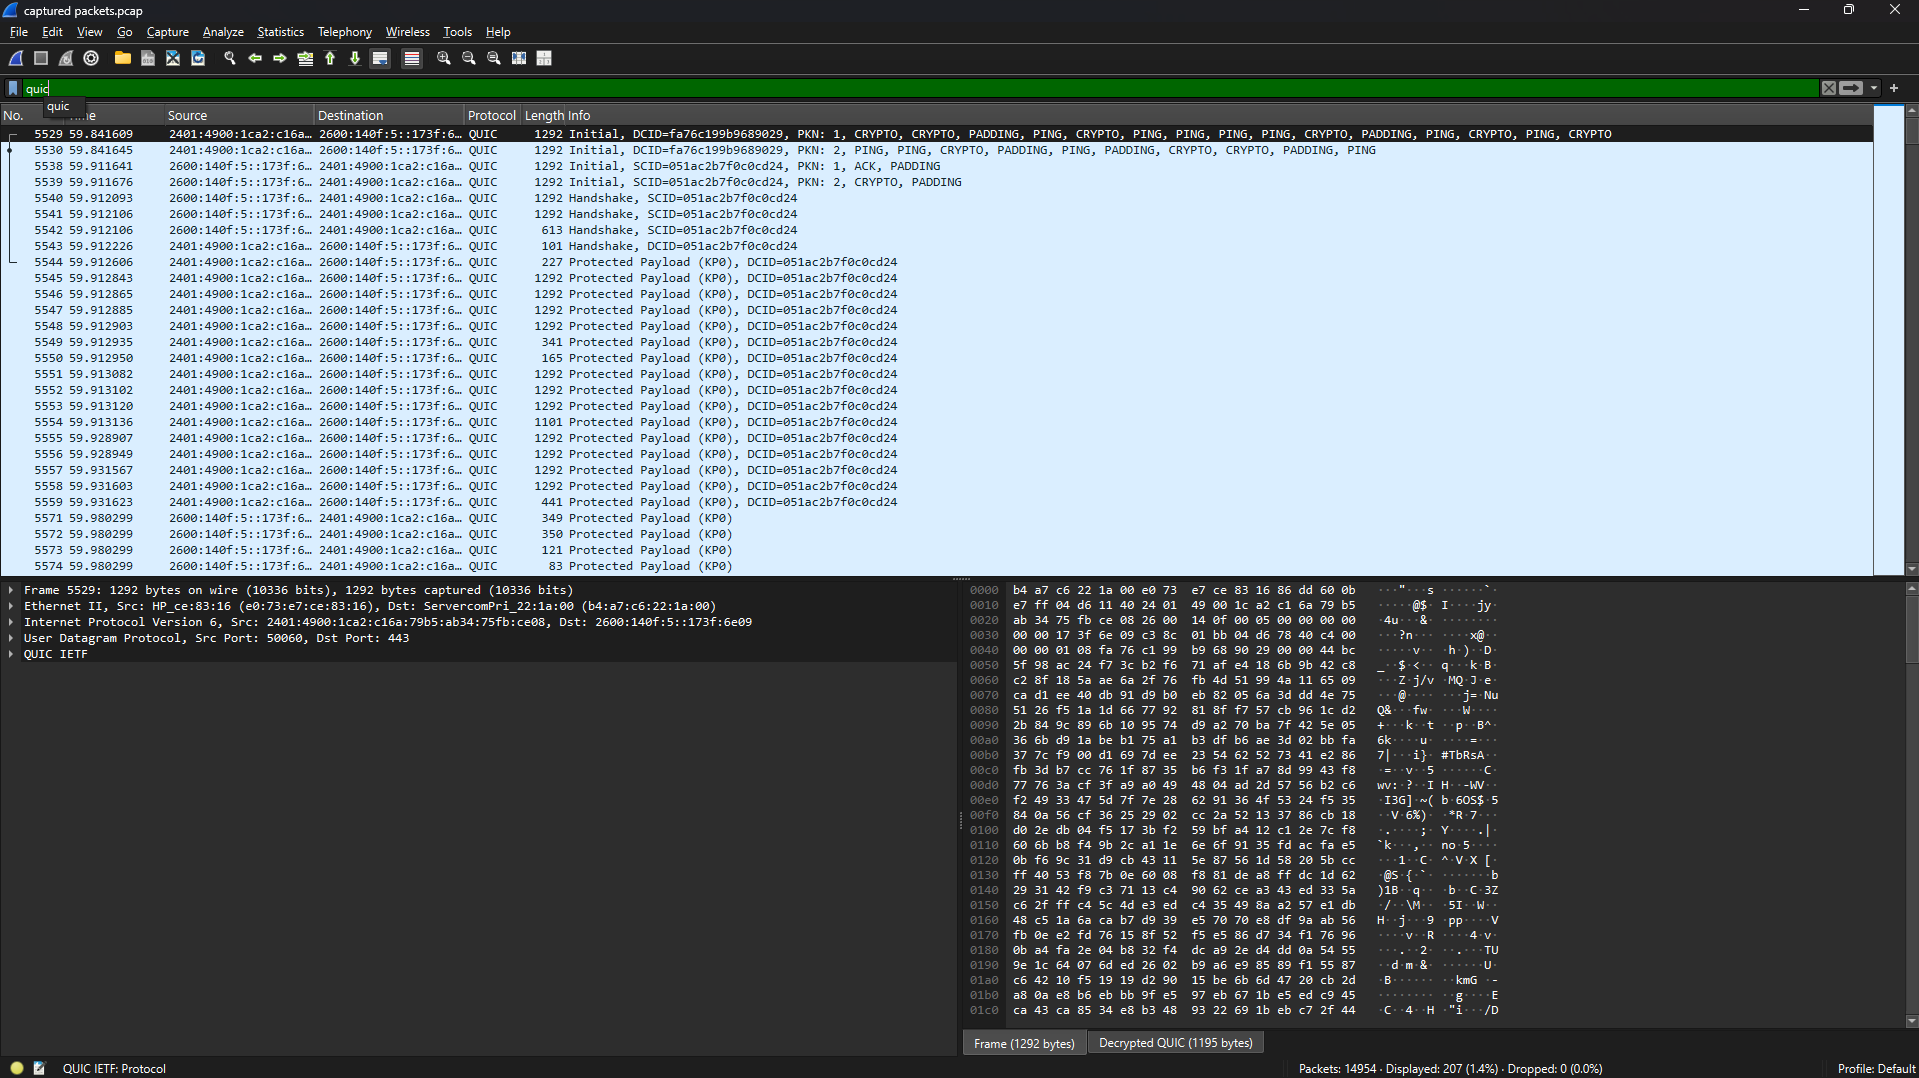 captured packets.pcap
File Edit View Go Capture Analyze Statistics Telephony Wireless Tools Help
quic
quic
No. Source Destination Protocol Length Info
5529 59.841609 2401:4900:1ca2:c16a… 2600:140f:5::173f:6… QUIC 1292 Initial, DCID=fa76c199b9689029, PKN: 1, CRYPTO, CRYPTO, PADDING, PING, CRYPTO, PING, PING, PING, PING, CRYPTO, PADDING, PING, CRYPTO, PING, CRYPTO
5530 59.841645 2401:4900:1ca2:c16a… 2600:140f:5::173f:6… QUIC 1292 Initial, DCID=fa76c199b9689029, PKN: 2, PING, PING, CRYPTO, PADDING, PING, PADDING, CRYPTO, CRYPTO, PADDING, PING
5538 59.911641 2600:140f:5::173f:6… 2401:4900:1ca2:c16a… QUIC 1292 Initial, SCID=051ac2b7f0c0cd24, PKN: 1, ACK, PADDING
5539 59.911676 2600:140f:5::173f:6… 2401:4900:1ca2:c16a… QUIC 1292 Initial, SCID=051ac2b7f0c0cd24, PKN: 2, CRYPTO, PADDING
5540 59.912093 2600:140f:5::173f:6… 2401:4900:1ca2:c16a… QUIC 1292 Handshake, SCID=051ac2b7f0c0cd24
5541 59.912106 2600:140f:5::173f:6… 2401:4900:1ca2:c16a… QUIC 1292 Handshake, SCID=051ac2b7f0c0cd24
5542 59.912106 2600:140f:5::173f:6… 2401:4900:1ca2:c16a… QUIC 613 Handshake, SCID=051ac2b7f0c0cd24
5543 59.912226 2401:4900:1ca2:c16a… 2600:140f:5::173f:6… QUIC 101 Handshake, DCID=051ac2b7f0c0cd24
5544 59.912606 2401:4900:1ca2:c16a… 2600:140f:5::173f:6… QUIC 227 Protected Payload (KP0), DCID=051ac2b7f0c0cd24
5545 59.912843 2401:4900:1ca2:c16a… 2600:140f:5::173f:6… QUIC 1292 Protected Payload (KP0), DCID=051ac2b7f0c0cd24
5546 59.912865 2401:4900:1ca2:c16a… 2600:140f:5::173f:6… QUIC 1292 Protected Payload (KP0), DCID=051ac2b7f0c0cd24
5547 59.912885 2401:4900:1ca2:c16a… 2600:140f:5::173f:6… QUIC 1292 Protected Payload (KP0), DCID=051ac2b7f0c0cd24
5548 59.912903 2401:4900:1ca2:c16a… 2600:140f:5::173f:6… QUIC 1292 Protected Payload (KP0), DCID=051ac2b7f0c0cd24
5549 59.912935 2401:4900:1ca2:c16a… 2600:140f:5::173f:6… QUIC 341 Protected Payload (KP0), DCID=051ac2b7f0c0cd24
5550 59.912950 2401:4900:1ca2:c16a… 2600:140f:5::173f:6… QUIC 165 Protected Payload (KP0), DCID=051ac2b7f0c0cd24
5551 59.913082 2401:4900:1ca2:c16a… 2600:140f:5::173f:6… QUIC 1292 Protected Payload (KP0), DCID=051ac2b7f0c0cd24
5552 59.913102 2401:4900:1ca2:c16a… 2600:140f:5::173f:6… QUIC 1292 Protected Payload (KP0), DCID=051ac2b7f0c0cd24
5553 59.913120 2401:4900:1ca2:c16a… 2600:140f:5::173f:6… QUIC 1292 Protected Payload (KP0), DCID=051ac2b7f0c0cd24
5554 59.913136 2401:4900:1ca2:c16a… 2600:140f:5::173f:6… QUIC 1101 Protected Payload (KP0), DCID=051ac2b7f0c0cd24
5555 59.928907 2401:4900:1ca2:c16a… 2600:140f:5::173f:6… QUIC 1292 Protected Payload (KP0), DCID=051ac2b7f0c0cd24
5556 59.928949 2401:4900:1ca2:c16a… 2600:140f:5::173f:6… QUIC 1292 Protected Payload (KP0), DCID=051ac2b7f0c0cd24
5557 59.931567 2401:4900:1ca2:c16a… 2600:140f:5::173f:6… QUIC 1292 Protected Payload (KP0), DCID=051ac2b7f0c0cd24
5558 59.931603 2401:4900:1ca2:c16a… 2600:140f:5::173f:6… QUIC 1292 Protected Payload (KP0), DCID=051ac2b7f0c0cd24
5559 59.931623 2401:4900:1ca2:c16a… 2600:140f:5::173f:6… QUIC 441 Protected Payload (KP0), DCID=051ac2b7f0c0cd24
5571 59.980299 2600:140f:5::173f:6… 2401:4900:1ca2:c16a… QUIC 349 Protected Payload (KP0)
5572 59.980299 2600:140f:5::173f:6… 2401:4900:1ca2:c16a… QUIC 350 Protected Payload (KP0)
5573 59.980299 2600:140f:5::173f:6… 2401:4900:1ca2:c16a… QUIC 121 Protected Payload (KP0)
5574 59.980299 2600:140f:5::173f:6… 2401:4900:1ca2:c16a… QUIC 83 Protected Payload (KP0)
Frame 5529: 1292 bytes on wire (10336 bits), 1292 bytes captured (10336 bits)
Ethernet II, Src: HP_ce:83:16 (e0:73:e7:ce:83:16), Dst: ServercomPri_22:1a:00 (b4:a7:c6:22:1a:00)
Internet Protocol Version 6, Src: 2401:4900:1ca2:c16a:79b5:ab34:75fb:ce08, Dst: 2600:140f:5::173f:6e09
User Datagram Protocol, Src Port: 50060, Dst Port: 443
QUIC IETF
0000 b4 a7 c6 22 1a 00 e0 73 e7 ce 83 16 86 dd 60 0b ···"···s ······`·
0010 e7 ff 04 d6 11 40 24 01 49 00 1c a2 c1 6a 79 b5 ·····@$· I····jy·
0020 ab 34 75 fb ce 08 26 00 14 0f 00 05 00 00 00 00 ·4u···&· ········
0030 00 00 17 3f 6e 09 c3 8c 01 bb 04 d6 78 40 c4 00 ···?n··· ····x@··
0040 00 00 01 08 fa 76 c1 99 b9 68 90 29 00 00 44 bc ·····v·· ·h·)··D·
0050 5f 98 ac 24 f7 3c b2 f6 71 af e4 18 6b 9b 42 c8 _··$·<·· q···k·B·
0060 c2 8f 18 5a ae 6a 2f 76 fb 4d 51 99 4a 11 65 09 ···Z·j/v ·MQ·J·e·
0070 ca d1 ee 40 db 91 d9 b0 eb 82 05 6a 3d dd 4e 75 ···@···· ···j=·Nu
0080 51 26 f5 1a 1d 66 77 92 81 8f f7 57 cb 96 1c d2 Q&···fw· ···W····
0090 2b 84 9c 89 6b 10 95 74 d9 a2 70 ba 7f 42 5e 05 +···k··t ··p··B^·
00a0 36 6b d9 1a be b1 75 a1 b3 df b6 ae 3d 02 bb fa 6k····u· ····=···
00b0 37 7c f9 00 d1 69 7d ee 23 54 62 52 73 41 e2 86 7|···i}· #TbRsA··
00c0 fb 3d b7 cc 76 1f 87 35 b6 f3 1f a7 8d 99 43 f8 ·=··v··5 ······C·
00d0 77 76 3a cf 3f a9 a0 49 48 04 ad 2d 57 56 b2 c6 wv:·?··I H··-WV··
00e0 f2 49 33 47 5d 7f 7e 28 62 91 36 4f 53 24 f5 35 ·I3G]·~( b·6OS$·5
00f0 84 0a 56 cf 36 25 29 02 cc 2a 52 13 37 86 cb 18 ··V·6%)· ·*R·7···
0100 d0 2e db 04 f5 17 3b f2 59 bf a4 12 c1 2e 7c f8 ·.····;· Y····.|·
0110 60 6b b8 f4 9b 2c a1 1e 6e 6f 91 35 fd ac fa e5 `k···,·· no·5····
0120 0b f6 9c 31 d9 cb 43 11 5e 87 56 1d 58 20 5b cc ···1··C· ^·V·X [·
0130 ff 40 53 f8 7b 0e 60 08 f8 81 de a8 ff dc 1d 62 ·@S·{·`· ·······b
0140 29 31 42 f9 c3 71 13 c4 90 62 ce a3 43 ed 33 5a )1B··q·· ·b··C·3Z
0150 c6 2f ff c4 5c 4d e3 ed c4 35 49 8a a2 57 e1 db ·/··\M·· ·5I··W··
0160 48 c5 1a 6a ca b7 d9 39 e5 70 70 e8 df 9a ab 56 H··j···9 ·pp····V
0170 fb 0e e2 fd 76 15 8f 52 f5 e5 86 d7 34 f1 76 96 ····v··R ····4·v·
0180 0b a4 fa 2e 04 b8 32 f4 dc a9 2e d4 dd 0a 54 55 ···.··2· ··.···TU
0190 9e 1c 64 07 6d ed 26 02 b9 a6 e9 85 89 f1 55 87 ··d·m·&· ······U·
01a0 c6 42 10 f5 19 19 d2 90 15 be 6b 6d 47 20 cb 2d ·B······ ··kmG ·-
01b0 a8 0a e8 b6 eb bb 9f e5 97 eb 67 1b e5 ed c9 45 ········ ··g····E
01c0 ca 43 ca 85 34 e8 b3 48 93 22 69 1b eb c7 2f 44 ·C··4··H ·"i···/D
Frame (1292 bytes) Decrypted QUIC (1195 bytes)
QUIC IETF: Protocol Packets: 14954 · Displayed: 207 (1.4%) · Dropped: 0 (0.0%) Profile: Default